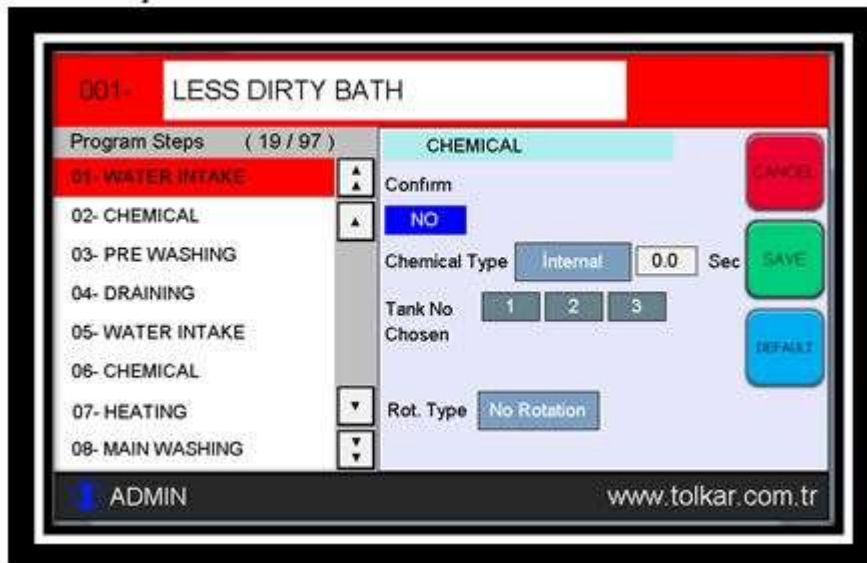 001- LESS DIRTY BATH
Program Steps ( 19 / 97 )
01- WATER INTAKE
02- CHEMICAL
03- PRE WASHING
04- DRAINING
05- WATER INTAKE
06- CHEMICAL
07- HEATING
08- MAIN WASHING
CHEMICAL
Confirm
NO
Chemical Type Internal 0.0 Sec
Tank No 1 2 3
Chosen
Rot. Type No Rotation
CANCEL
SAVE
DEFAULT
ADMIN www.tolkar.com.tr